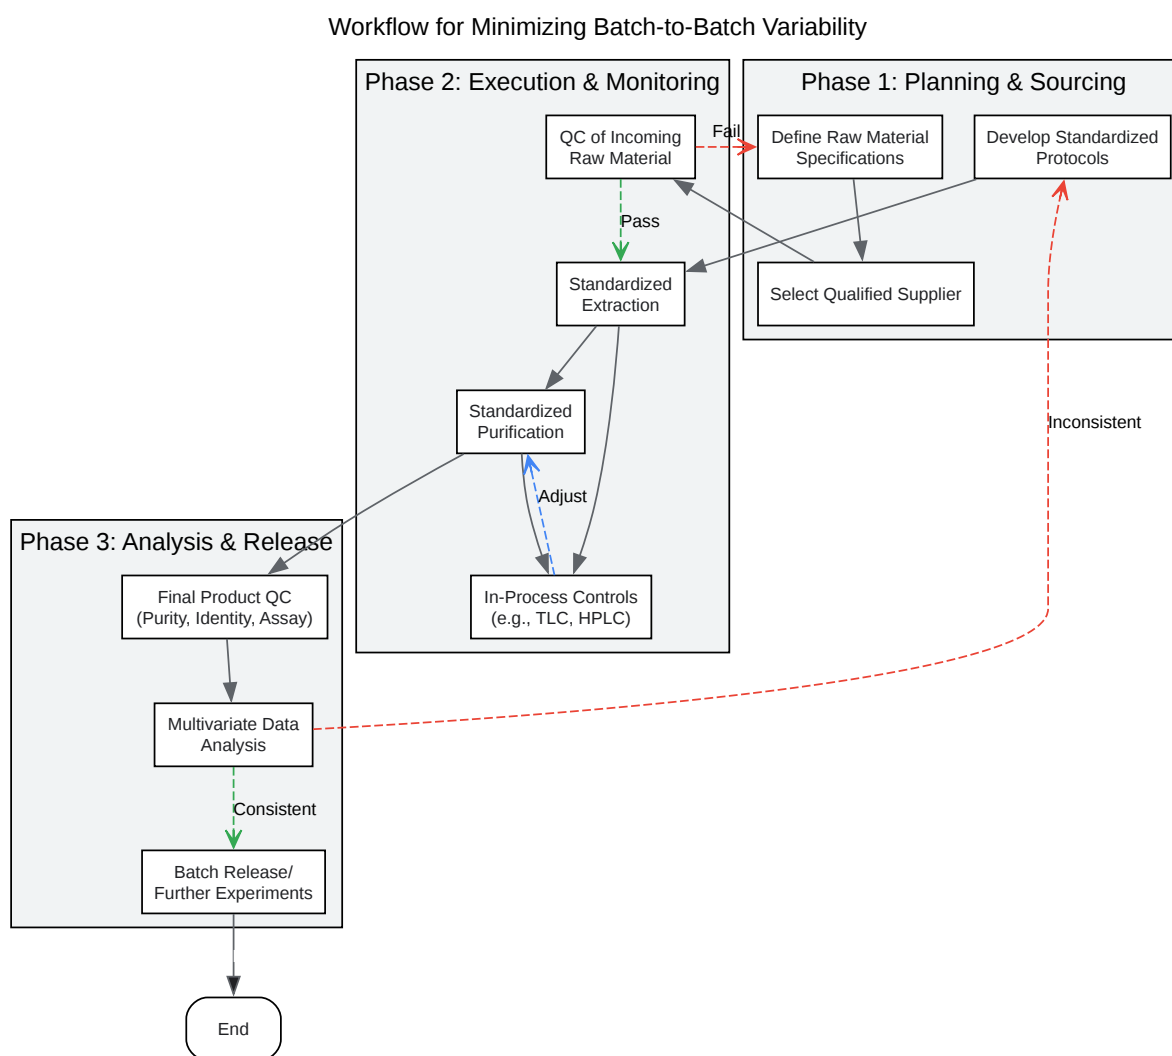 Workflow for Minimizing Batch-to-Batch Variability
Phase 2: Execution & Monitoring
Phase 1: Planning & Sourcing
QC of Incoming
Raw Material
Fail
Define Raw Material
Specifications
Develop Standardized
Protocols
Pass
Standardized
Extraction
Select Qualified Supplier
Standardized
Purification
Inconsistent
Adjust
Phase 3: Analysis & Release
Final Product QC
(Purity, Identity, Assay)
In-Process Controls
(e.g., TLC, HPLC)
Multivariate Data
Analysis
Consistent
Batch Release/
Further Experiments
End